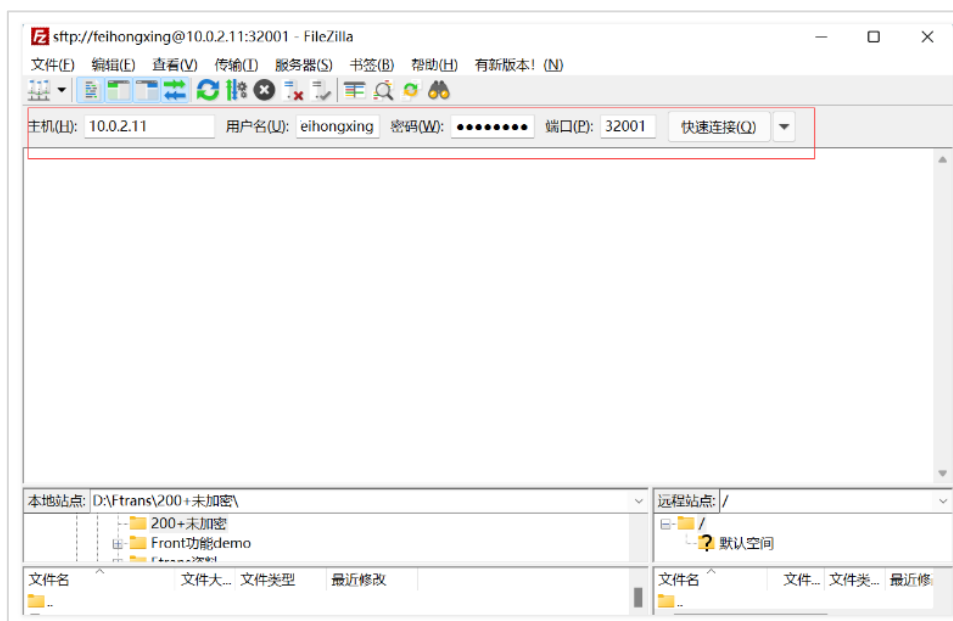 sftp://feihongxing@10.0.2.11:32001 - FileZilla
文件(F) 编辑(E) 查看(V) 传输(T) 服务器(S) 书签(B) 帮助(H) 有新版本! (N)
主机(H): 10.0.2.11 用户名(U): eihongxing 密码(W): ●●●●●●●● 端口(P): 32001 快速连接(Q)
本地站点: D:\Ftrans\200+未加密\ 远程站点: /
200+未加密 /
Front功能demo 默认空间
文件名 文件大... 文件类型 最近修改 文件名 文件... 文件类... 最近修
.. ..